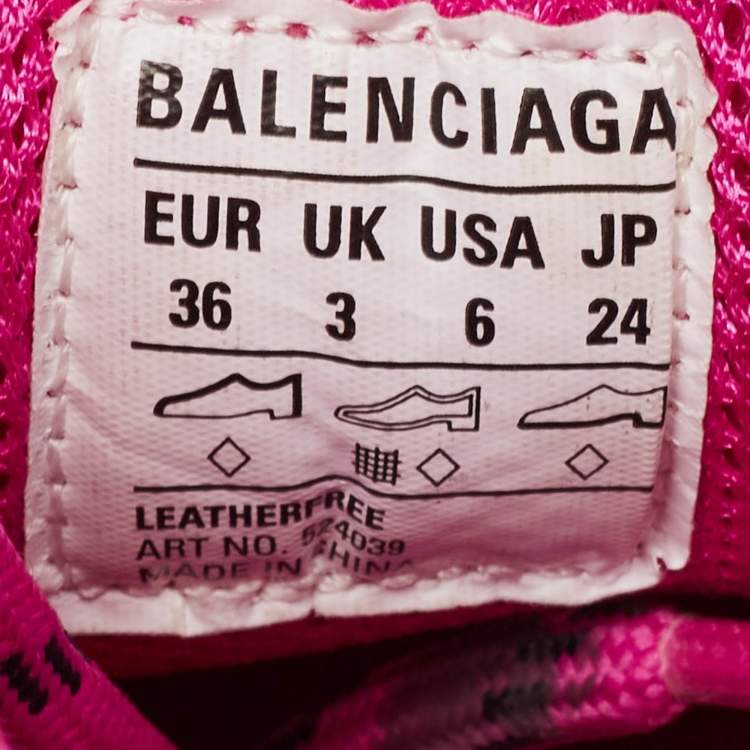 BALENCIAGA
EUR UK USA JP
36 3 6 24
LEATHERFREE
ART NO. 524039
MADE IN CHINA